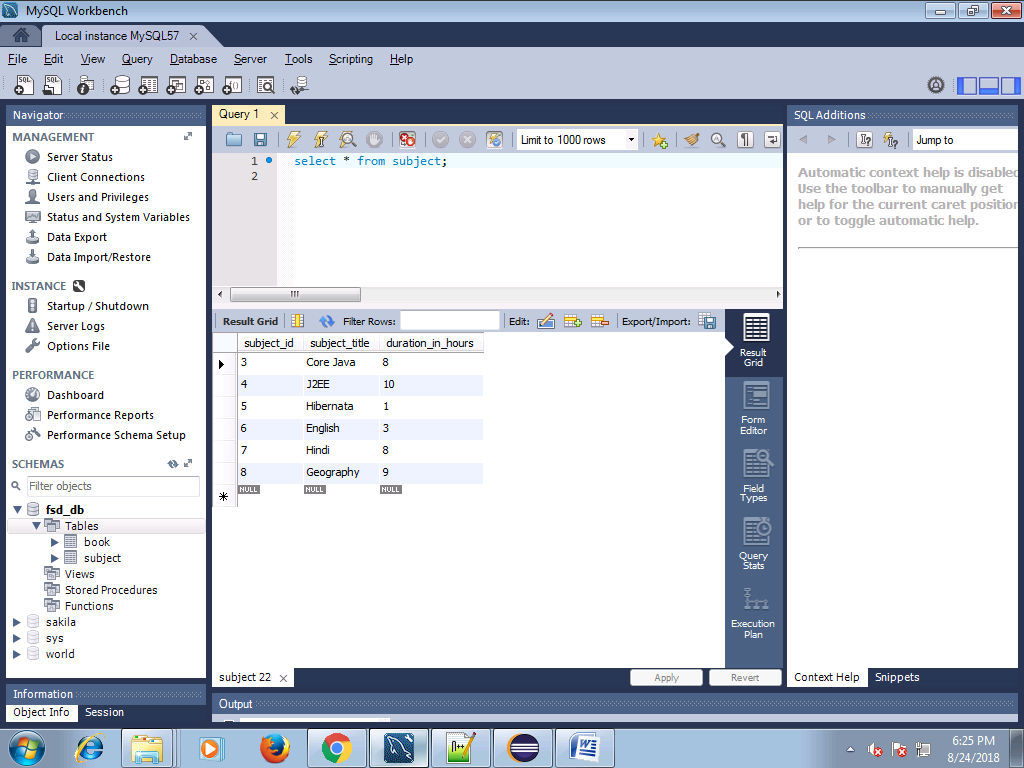 MySQL Workbench
Local instance MySQL57
File Edit View Query Database Server Tools Scripting Help
Navigator
MANAGEMENT
Server Status
Client Connections
Users and Privileges
Status and System Variables
Data Export
Data Import/Restore
INSTANCE
Startup / Shutdown
Server Logs
Options File
PERFORMANCE
Dashboard
Performance Reports
Performance Schema Setup
SCHEMAS
Filter objects
fsd_db
Tables
book
subject
Views
Stored Procedures
Functions
sakila
sys
world
Information
Object Info Session
Query 1
Limit to 1000 rows
1 select * from subject;
2
Result Grid Filter Rows: Edit: Export/Import:
subject_id subject_title duration_in_hours
3 Core Java 8
4 J2EE 10
5 Hibernata 1
6 English 3
7 Hindi 8
8 Geography 9
NULL NULL NULL
Result
Grid
Form
Editor
Field
Types
Query
Stats
Execution
Plan
subject 22
Apply Revert
Output
SQL Additions
Jump to
Automatic context help is disabled
Use the toolbar to manually get
help for the current caret position
or to toggle automatic help.
Context Help Snippets
6:25 PM
8/24/2018